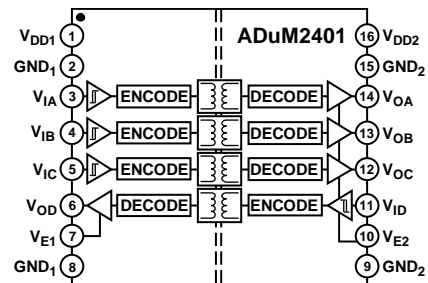 ADuM2401
VDD1 1 16 VDD2
GND1 2 15 GND2
VIA 3 ENCODE DECODE 14 VOA
VIB 4 ENCODE DECODE 13 VOB
VIC 5 ENCODE DECODE 12 VOC
VOD 6 DECODE ENCODE 11 VID
VE1 7 10 VE2
GND1 8 9 GND2